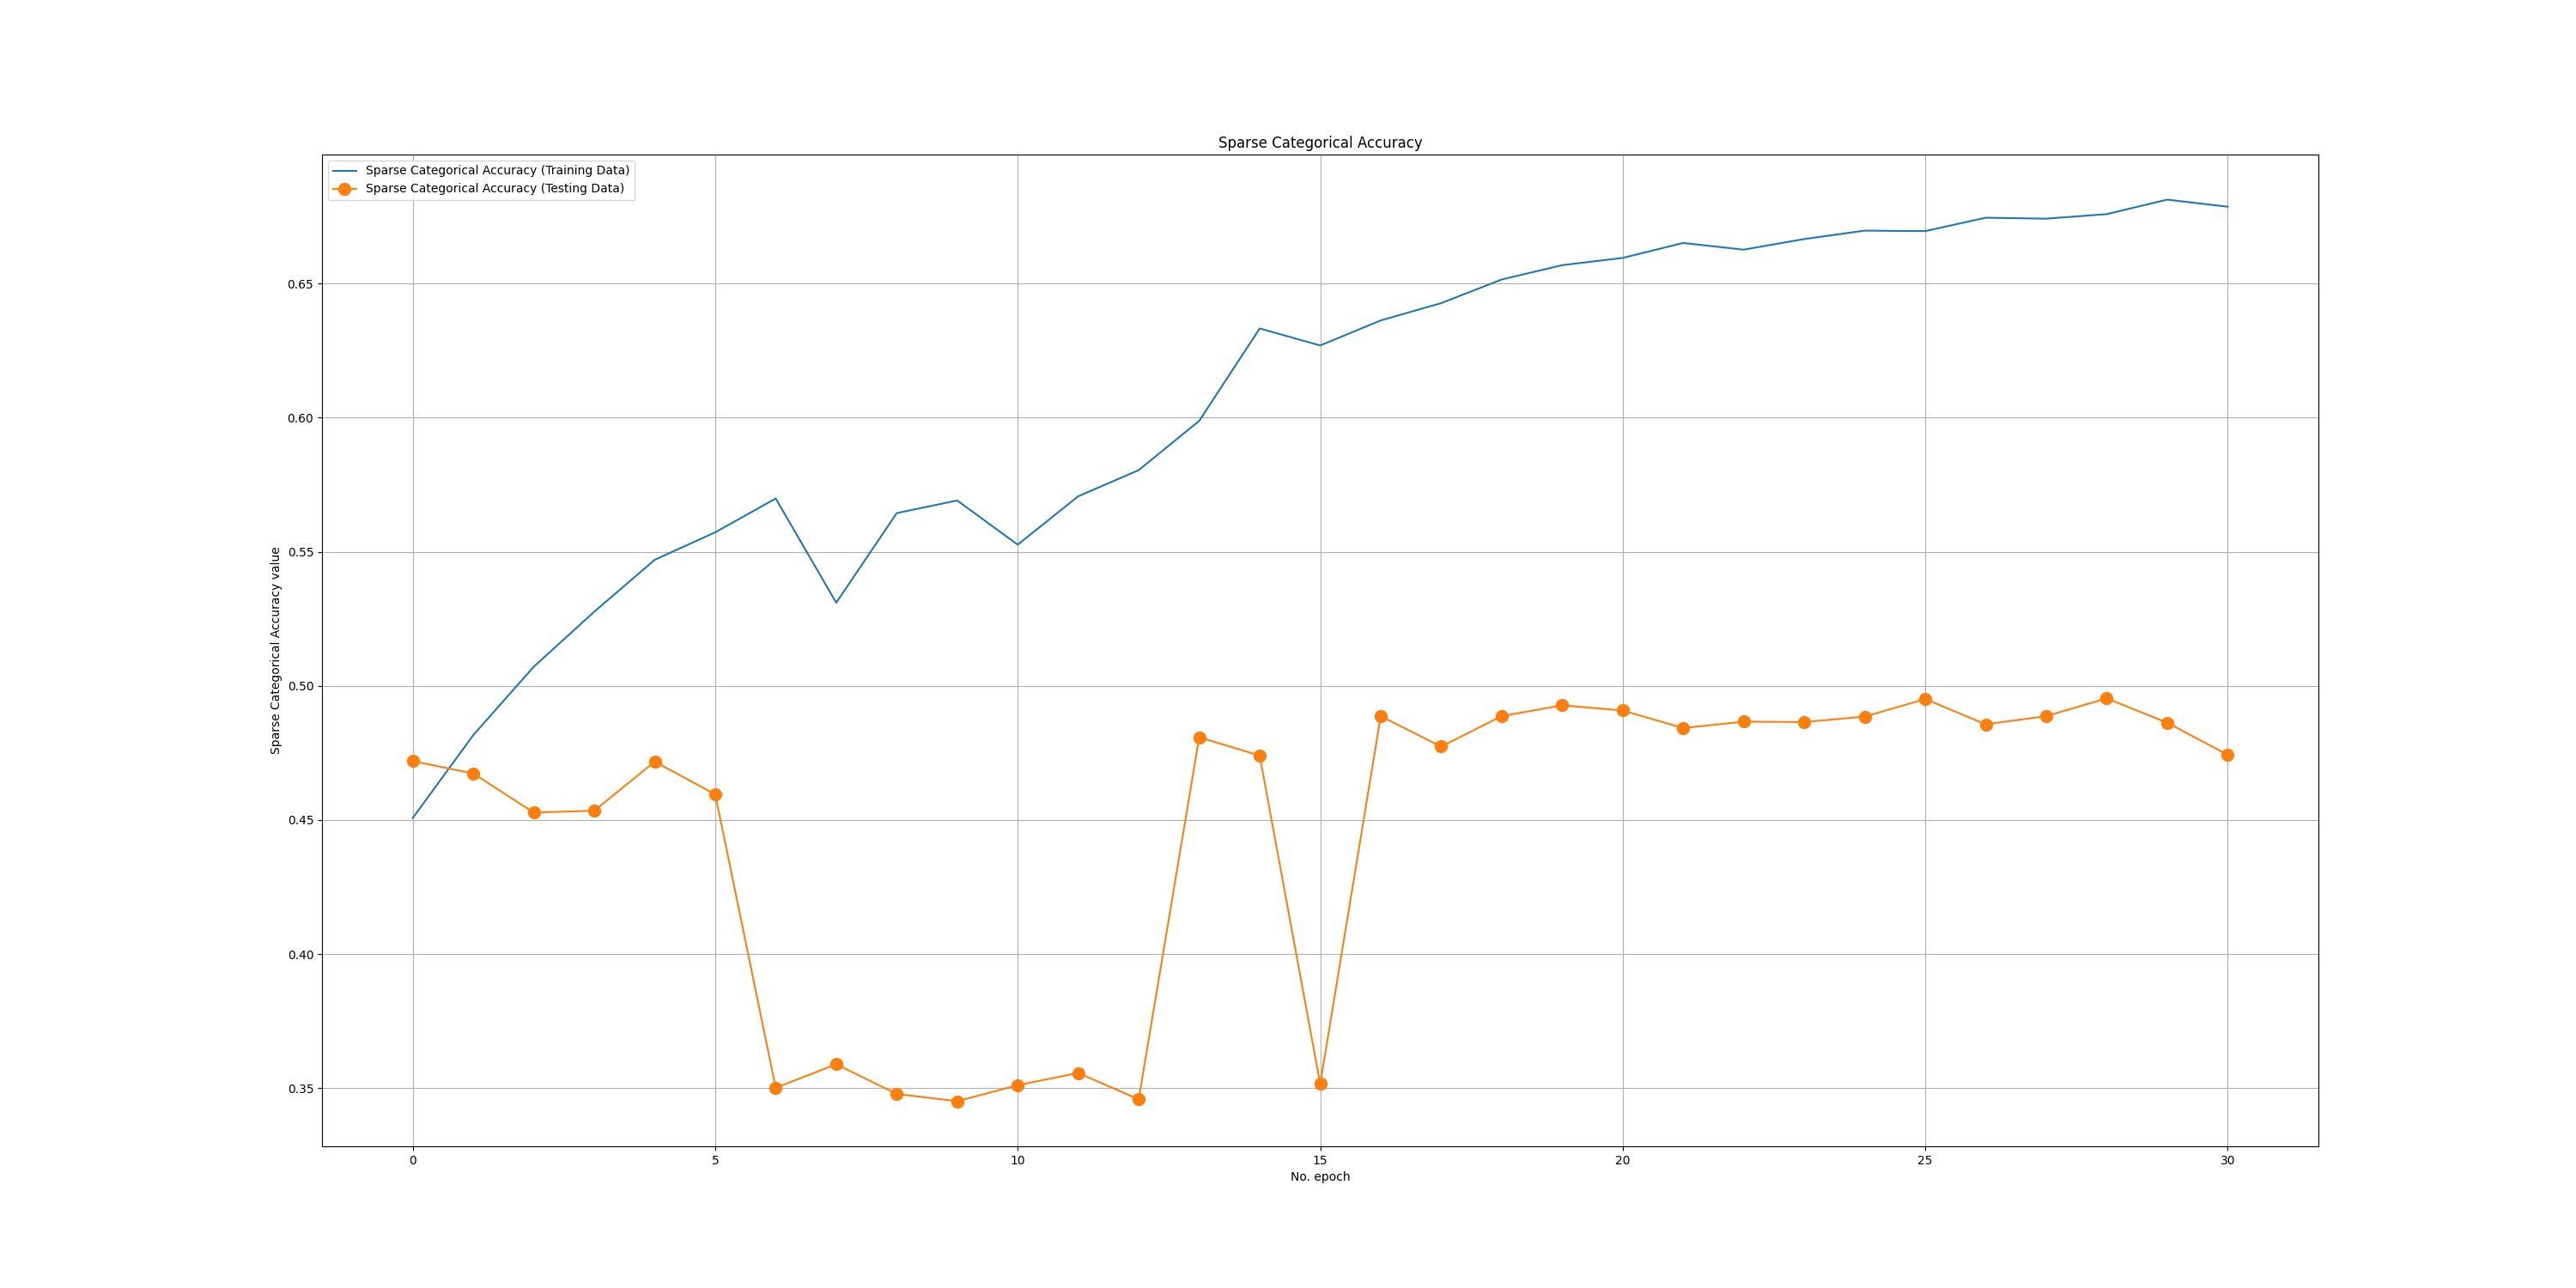 Sparse Categorical Accuracy
Sparse Categorical Accuracy (Training Data)
Sparse Categorical Accuracy (Testing Data)
Sparse Categorical Accuracy value
0.65
0.60
0.55
0.50
0.45
0.40
0.35
0 5 10 15 20 25 30
No. epoch